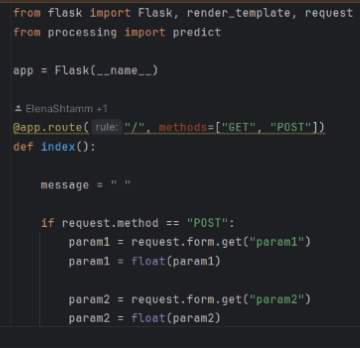 from flask import Flask, render_template, request
from processing import predict
app = Flask(__name__)
ElenaShtamm +1
@app.route( rule: "/", methods=["GET", "POST"])
def index():
message = " "
if request.method == "POST":
param1 = request.form.get("param1")
param1 = float(param1)
param2 = request.form.get("param2")
param2 = float(param2)